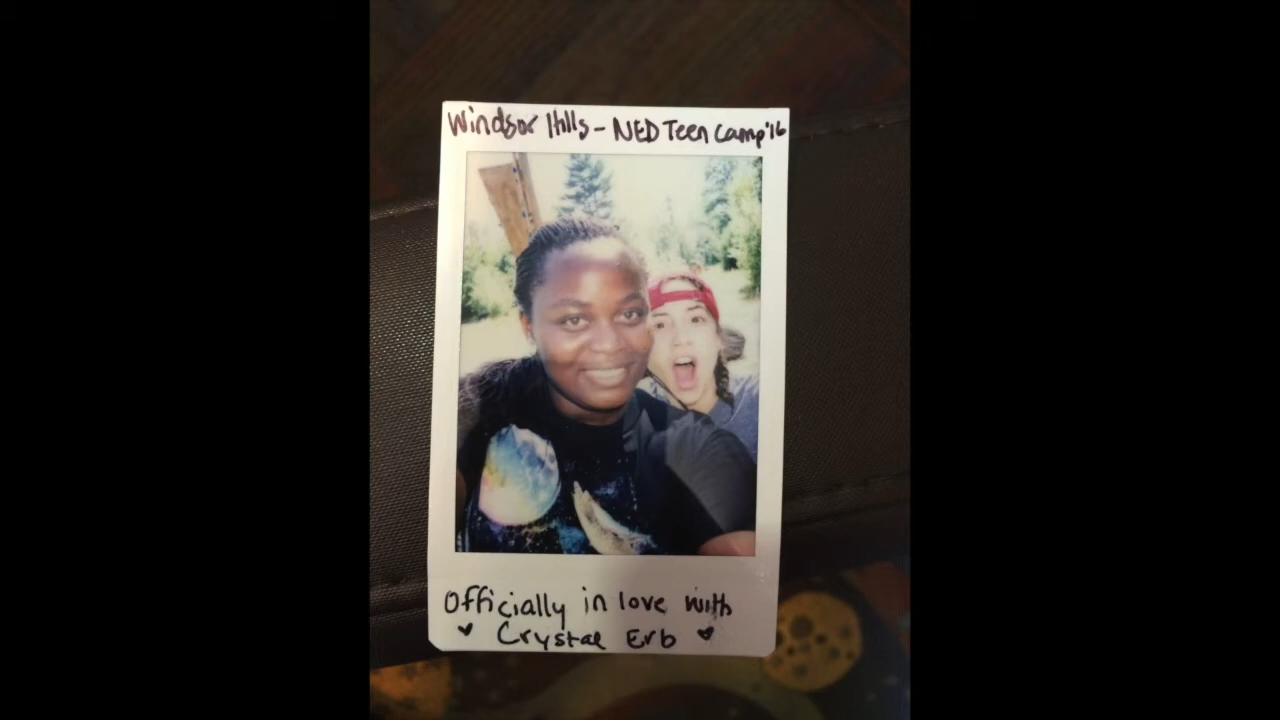 Windsor Hills - NED Teen Camp '16
Officially in love with
♥ Crystal Erb ♥